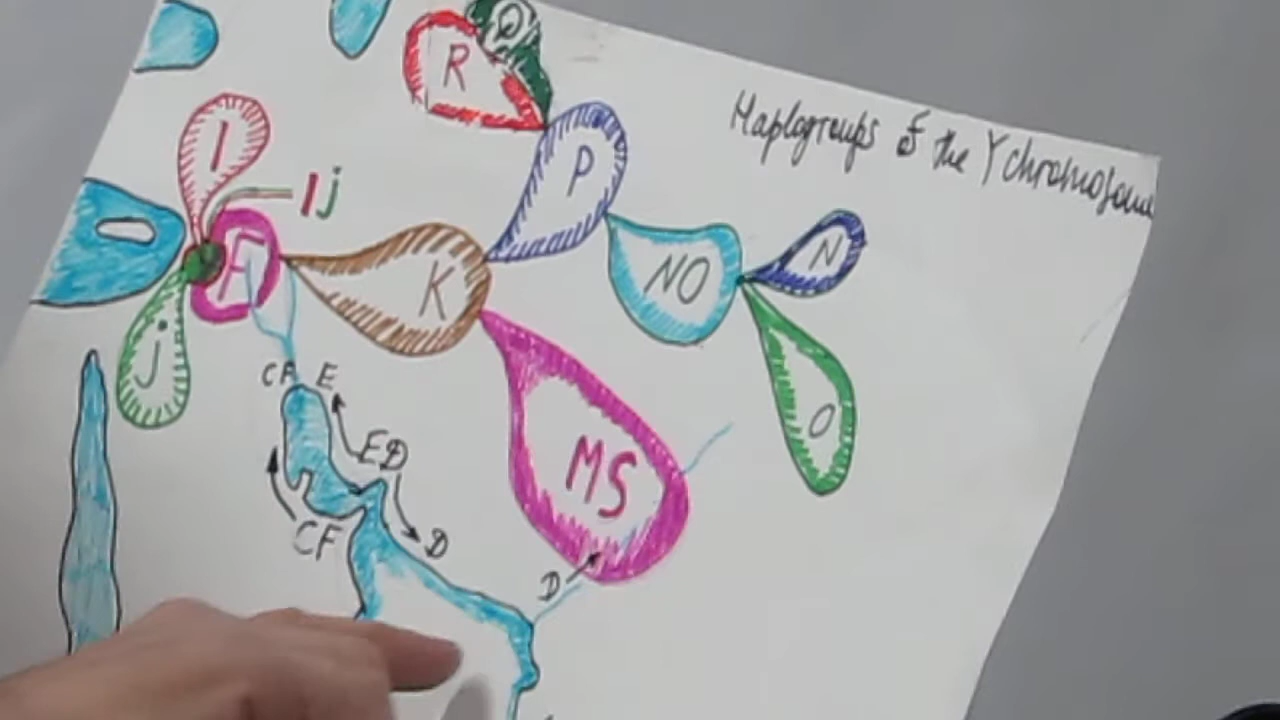 Q
R
Haplogroups of the Y chromosome
I
P
Ij
F
N
NO
K
j
O
CF E
ED
MS
CF
D
D